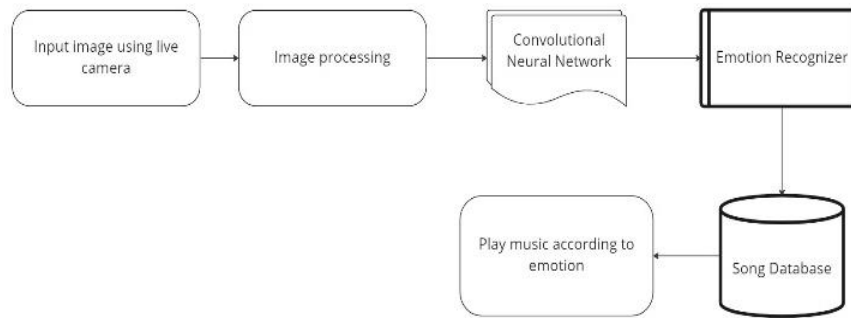 Input image using live
camera
Image processing
Convolutional
Neural Network
Emotion Recognizer
Play music according to
emotion
Song Database